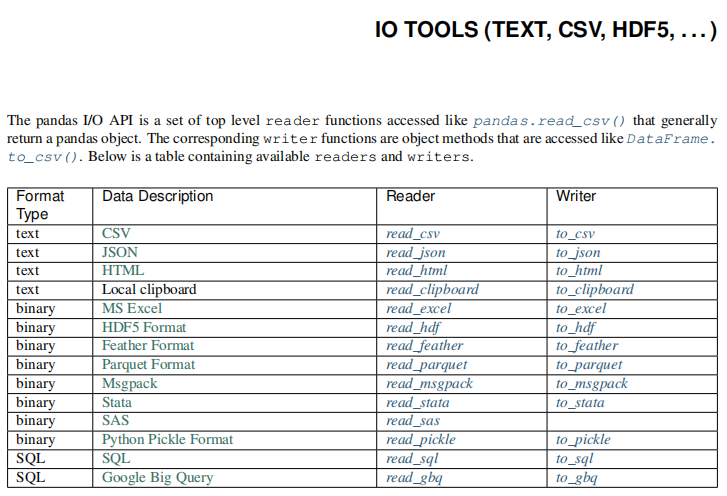 IO TOOLS (TEXT, CSV, HDF5, ...)
The pandas I/O API is a set of top level reader functions accessed like pandas.read_csv() that generally
return a pandas object. The corresponding writer functions are object methods that are accessed like DataFrame.
to_csv(). Below is a table containing available readers and writers.
Format Type Data Description Reader Writer
text CSV read_csv to_csv
text JSON read_json to_json
text HTML read_html to_html
text Local clipboard read_clipboard to_clipboard
binary MS Excel read_excel to_excel
binary HDF5 Format read_hdf to_hdf
binary Feather Format read_feather to_feather
binary Parquet Format read_parquet to_parquet
binary Msgpack read_msgpack to_msgpack
binary Stata read_stata to_stata
binary SAS read_sas
binary Python Pickle Format read_pickle to_pickle
SQL SQL read_sql to_sql
SQL Google Big Query read_gbq to_gbq